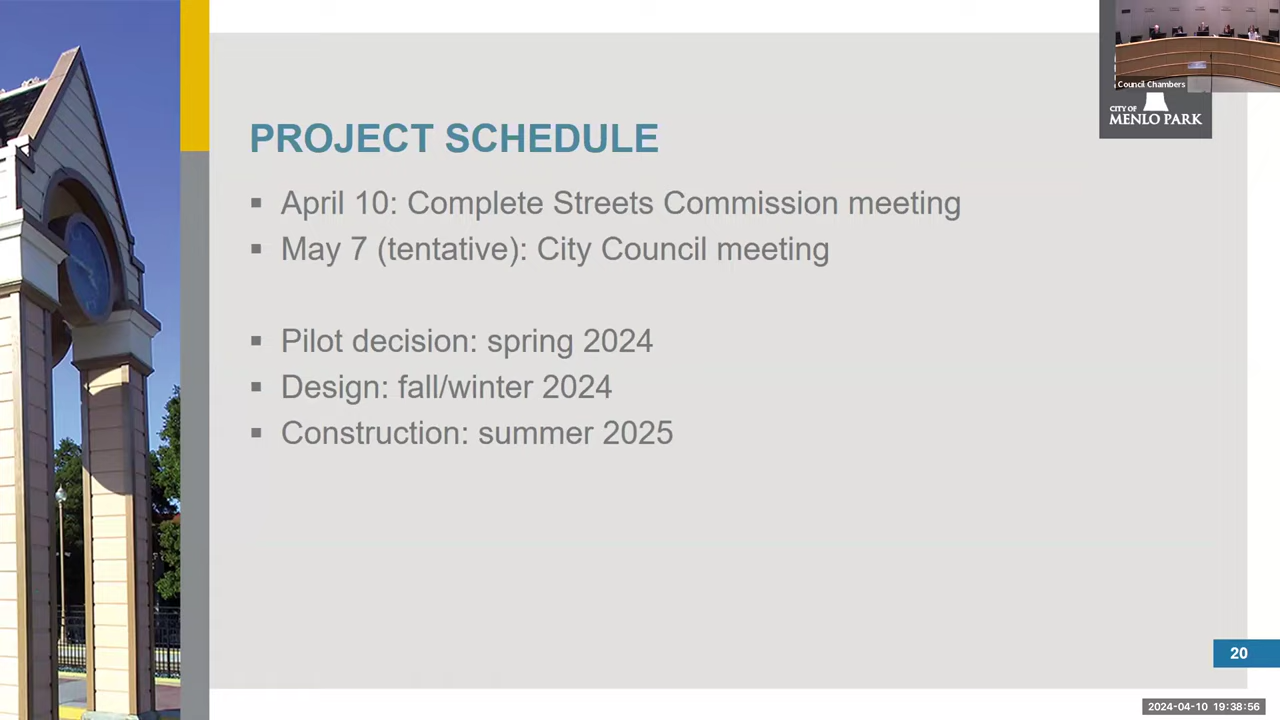 Council Chambers
CITY OF
MENLO PARK
PROJECT SCHEDULE
▪ April 10: Complete Streets Commission meeting
▪ May 7 (tentative): City Council meeting
▪ Pilot decision: spring 2024
▪ Design: fall/winter 2024
▪ Construction: summer 2025
20
2024-04-10 19:38:56